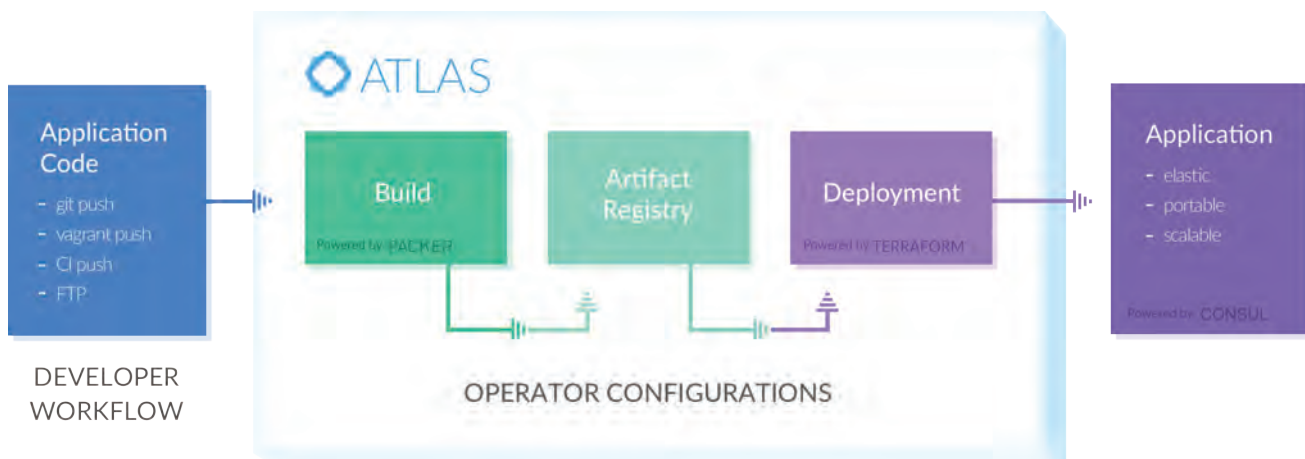 ATLAS
Application
Code
- git push
- vagrant push
- CI push
- FTP
DEVELOPER
WORKFLOW
Build
Powered by PACKER
Artifact
Registry
Deployment
Powered by TERRAFORM
OPERATOR CONFIGURATIONS
Application
- elastic
- portable
- scalable
Powered by CONSUL